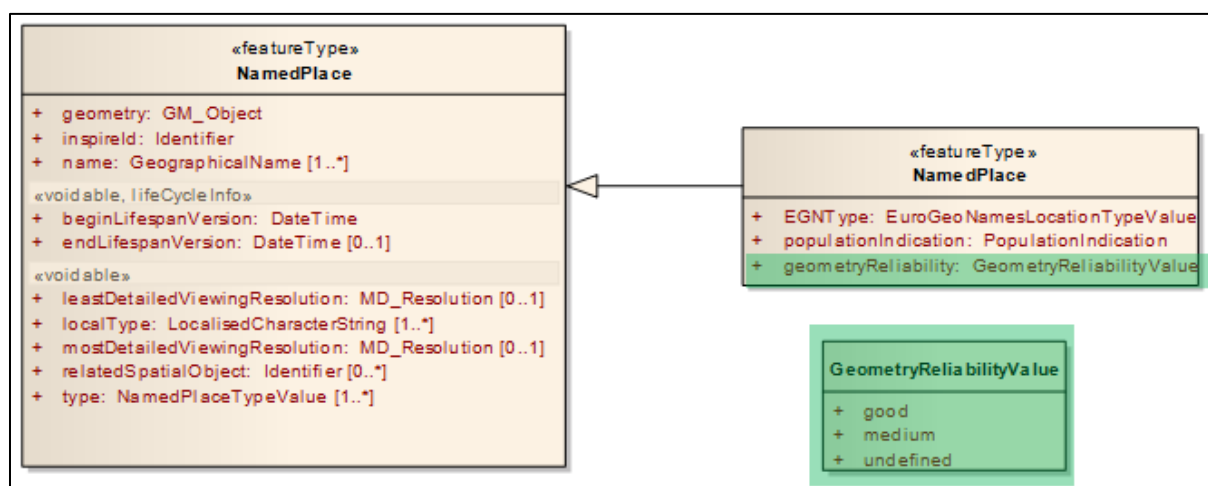 «featureType»
NamedPlace
+ geometry: GM_Object
+ inspireId: Identifier
+ name: GeographicalName [1..*]
«voidable, lifeCycleInfo»
+ beginLifespanVersion: DateTime
+ endLifespanVersion: DateTime [0..1]
«voidable»
+ leastDetailedViewingResolution: MD_Resolution [0..1]
+ localType: LocalisedCharacterString [1..*]
+ mostDetailedViewingResolution: MD_Resolution [0..1]
+ relatedSpatialObject: Identifier [0..*]
+ type: NamedPlaceTypeValue [1..*]
«featureType»
NamedPlace
+ EGNType: EuroGeoNamesLocationTypeValue
+ populationIndication: PopulationIndication
+ geometryReliability: GeometryReliabilityValue
GeometryReliabilityValue
+ good
+ medium
+ undefined